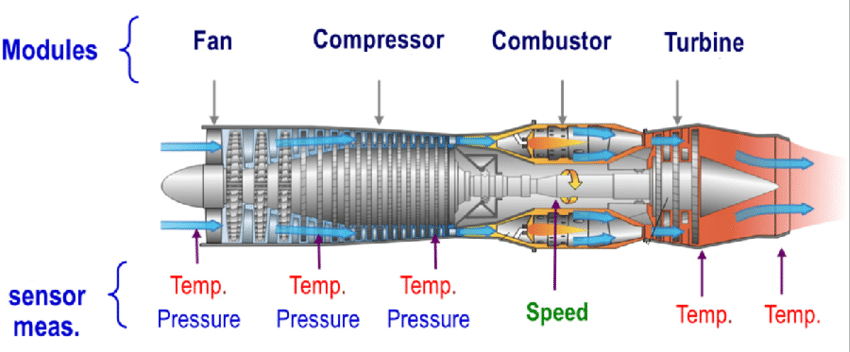 Modules
Fan
Compressor
Combustor
Turbine
sensor
meas.
Temp.
Pressure
Temp.
Pressure
Temp.
Pressure
Speed
Temp.
Temp.